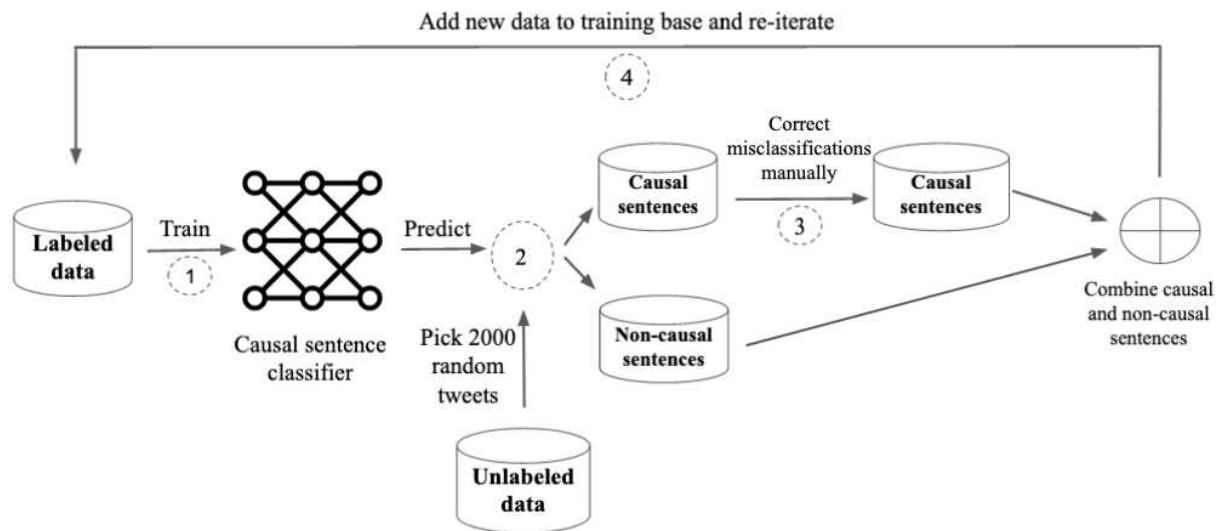 Add new data to training base and re-iterate
4
Correct
misclassifications
manually
3
Causal
sentences
Causal
sentences
Labeled
data
Train
1
Causal sentence
classifier
Predict
2
Pick 2000
random
tweets
Unlabeled
data
Non-causal
sentences
Combine causal
and non-causal
sentences